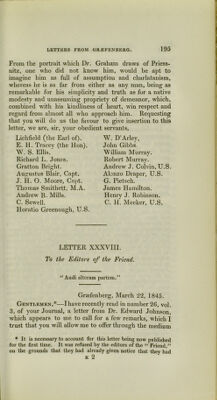 LETTERS FROM GRÆFENBERG. 195
From the portrait which Dr. Graham draws of Priess-
nitz, one who did not know him, would be apt to
imagine him as full of assumption and charlatanism,
whereas he is as far from either as any man, being as
remarkable for his simplicity and truth as for a native
modesty and unassuming propriety of demeanor, which,
combined with his kindliness of heart, win respect and
regard from almost all who approach him. Requesting
that you will do us the favour to give insertion to this
letter, we are, sir, your obedient servants,
Lichfield (the Earl of).
E. H. Tracey (the Hon).
W. S. Ellis.
Richard L. Jones.
Gratton Bright.
Augustus Blair, Capt.
J. H. O. Moore, Capt.
Thomas Smithett, M.A.
Andrew B. Mills.
C. Sewell.
Horatio Greenough, U.S.
W. D'Arley,
John Gibbs.
William Murray.
Robert Murray.
Andrew J. Colvin, U.S.
Alonzo Draper, U.S.
G. Pietsch.
James Hamilton.
Henry J. Robinson.
C. H. Meeker, U.S,
LETTER XXXVIII.
To the Editors of the Friend.
"Audi alteram partem."
Grafenberg, March 22, 1845.
GENTLEMEN,*—I have recently read in number 26, vol.
3, of your Journal, a letter from Dr. Edward Johnson,
which appears to me to call for a few remarks, which I
trust that you will allow me to offer through the medium
* It is necessary to account for this letter being now published
for the first time. It was refused by the editors of the "Friend,"
on the grounds that they had already given notice that they had
K 2